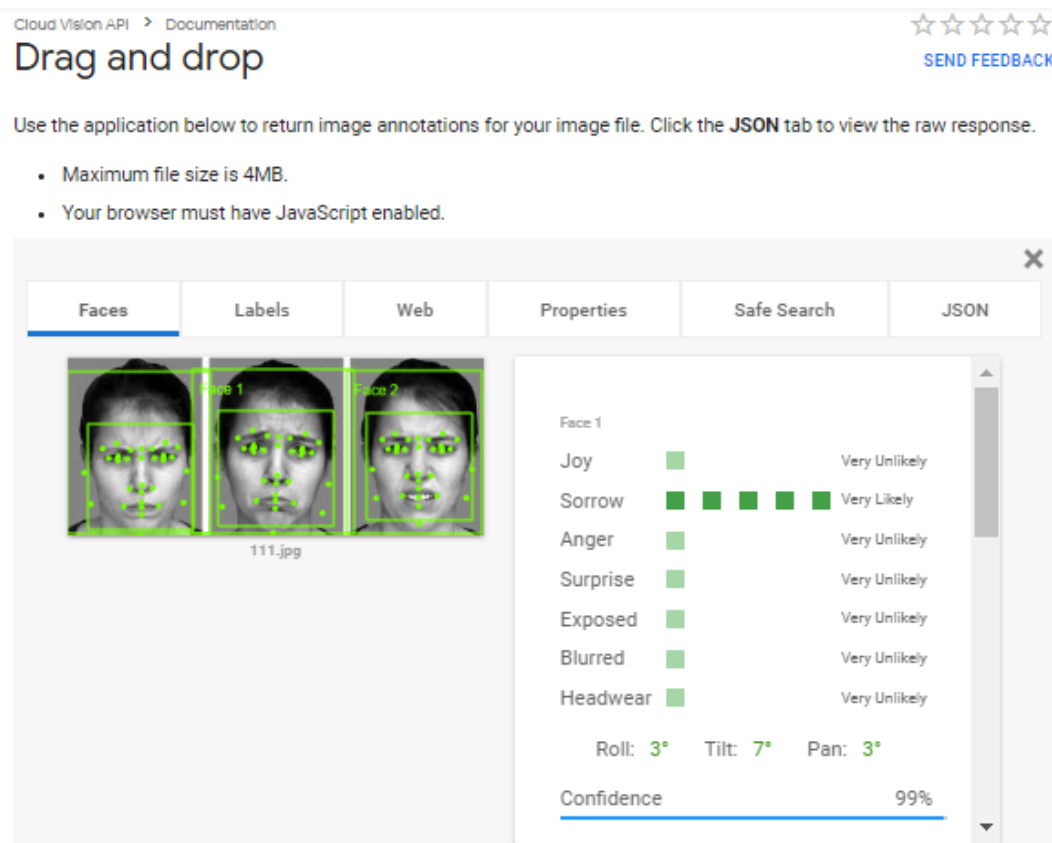 Cloud Vision API > Documentation
Drag and drop
SEND FEEDBACK
Use the application below to return image annotations for your image file. Click the JSON tab to view the raw response.
• Maximum file size is 4MB.
• Your browser must have JavaScript enabled.
Faces Labels Web Properties Safe Search JSON
Face 1 Face 2
111.jpg
Face 1
Joy Very Unlikely
Sorrow Very Likely
Anger Very Unlikely
Surprise Very Unlikely
Exposed Very Unlikely
Blurred Very Unlikely
Headwear Very Unlikely
Roll: 3° Tilt: 7° Pan: 3°
Confidence 99%